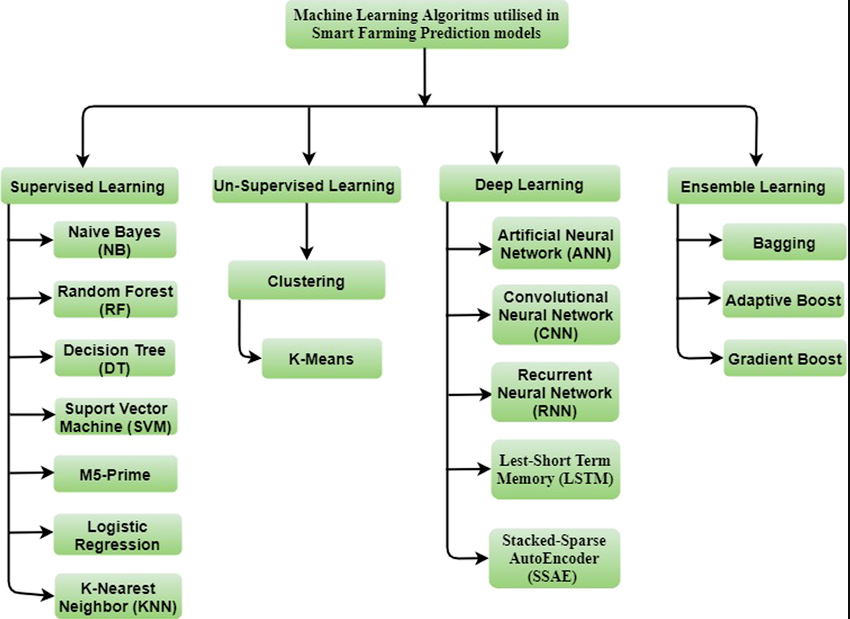 Machine Learning Algoritms utilised in
Smart Farming Prediction models
Supervised Learning
Un-Supervised Learning
Deep Learning
Ensemble Learning
Naive Bayes
(NB)
Random Forest
(RF)
Decision Tree
(DT)
Suport Vector
Machine (SVM)
M5-Prime
Logistic
Regression
K-Nearest
Neighbor (KNN)
Clustering
K-Means
Artificial Neural
Network (ANN)
Convolutional
Neural Network
(CNN)
Recurrent
Neural Network
(RNN)
Lest-Short Term
Memory (LSTM)
Stacked-Sparse
AutoEncoder
(SSAE)
Bagging
Adaptive Boost
Gradient Boost